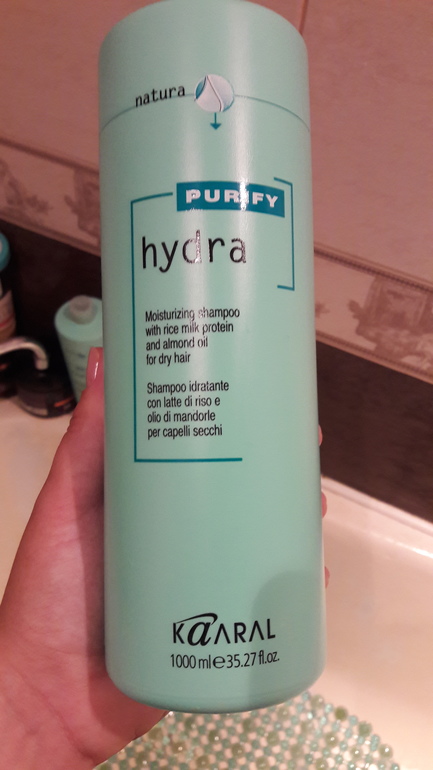 natura
PURIFY
hydra
Moisturizing shampoo
with rice milk protein
and almond oil
for dry hair
Shampoo idratante
con latte di riso e
olio di mandorle
per capelli secchi
KAARAL
1000 ml e 35.27 fl.oz.